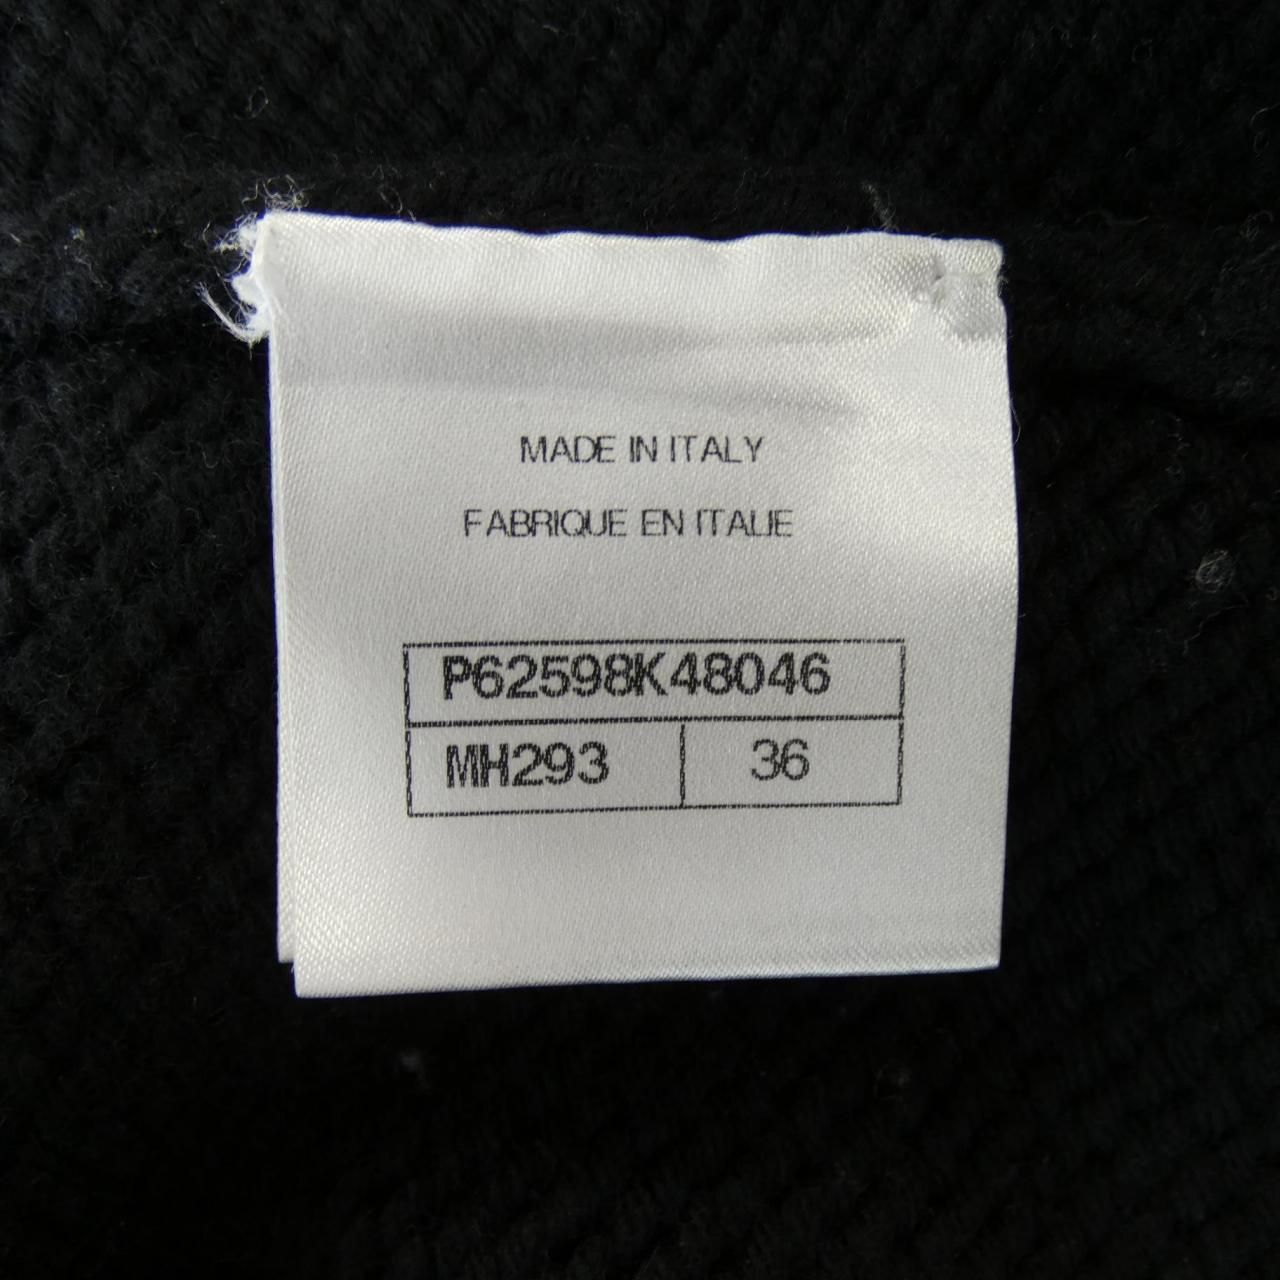 MADE IN ITALY
FABRIQUE EN ITALIE
P62598K48046
MH293 36